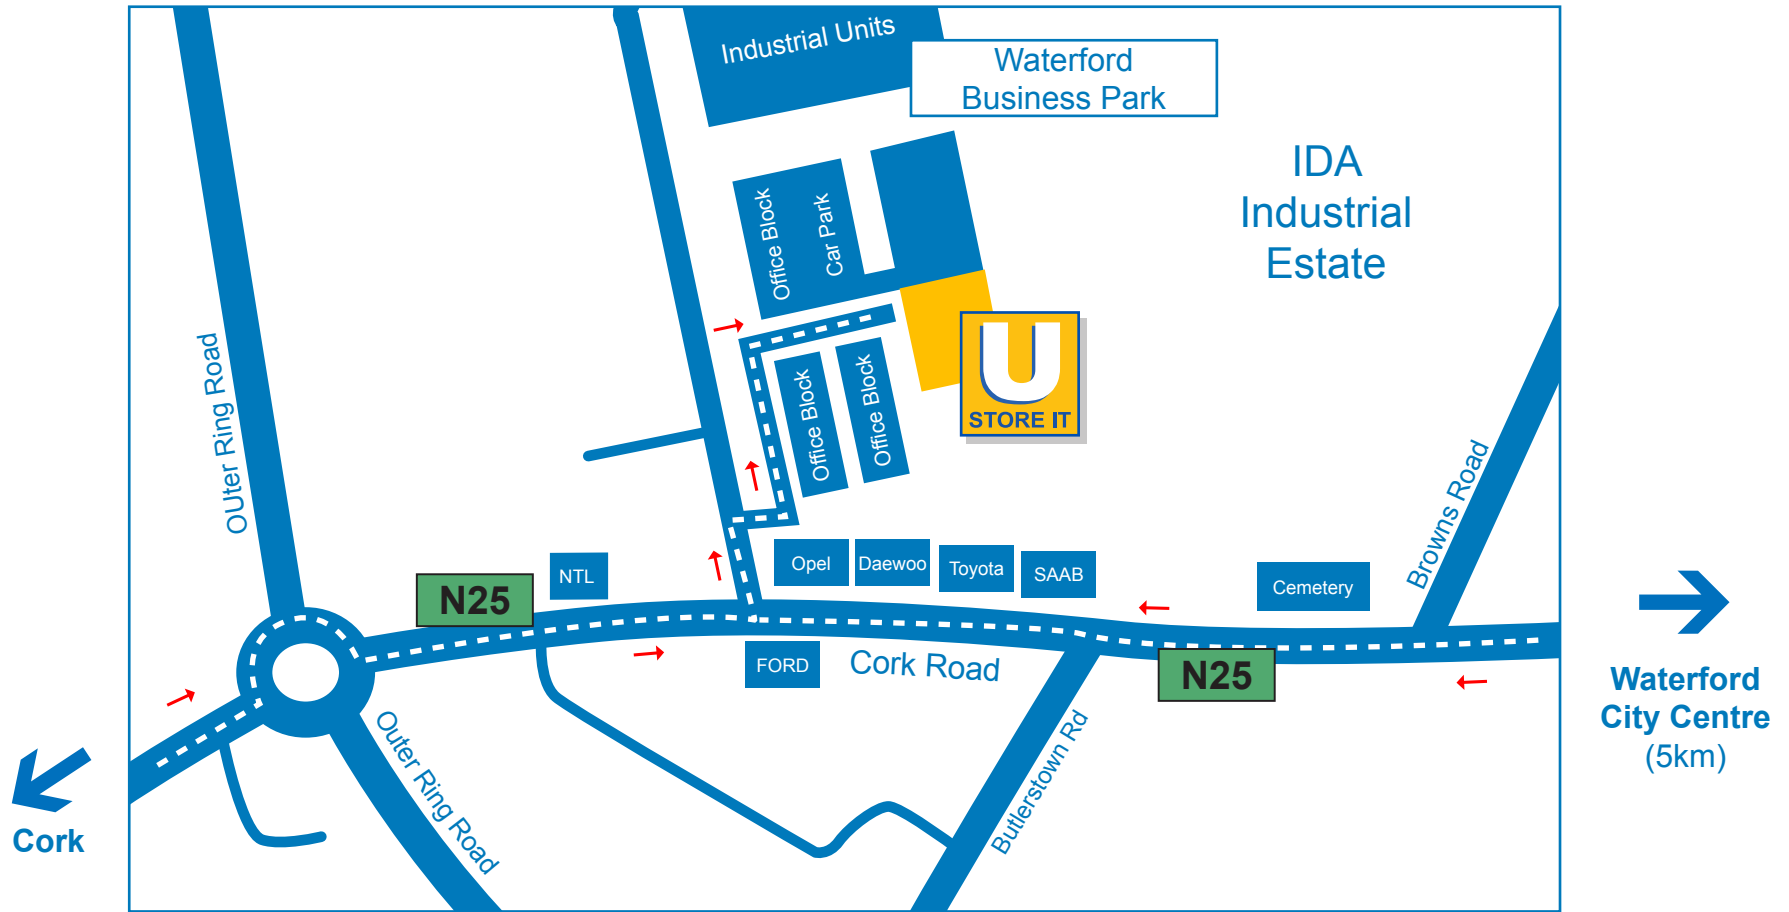 Industrial Units
Waterford
Business Park
IDA
Industrial
Estate
Office Block
Car Park
U
STORE IT
Office Block
Office Block
OUter Ring Road
Browns Road
N25
NTL
Opel
Daewoo
Toyota
SAAB
Cemetery
FORD
Cork Road
N25
Waterford
City Centre
(5km)
Outer Ring Road
Butlerstown Rd
Cork